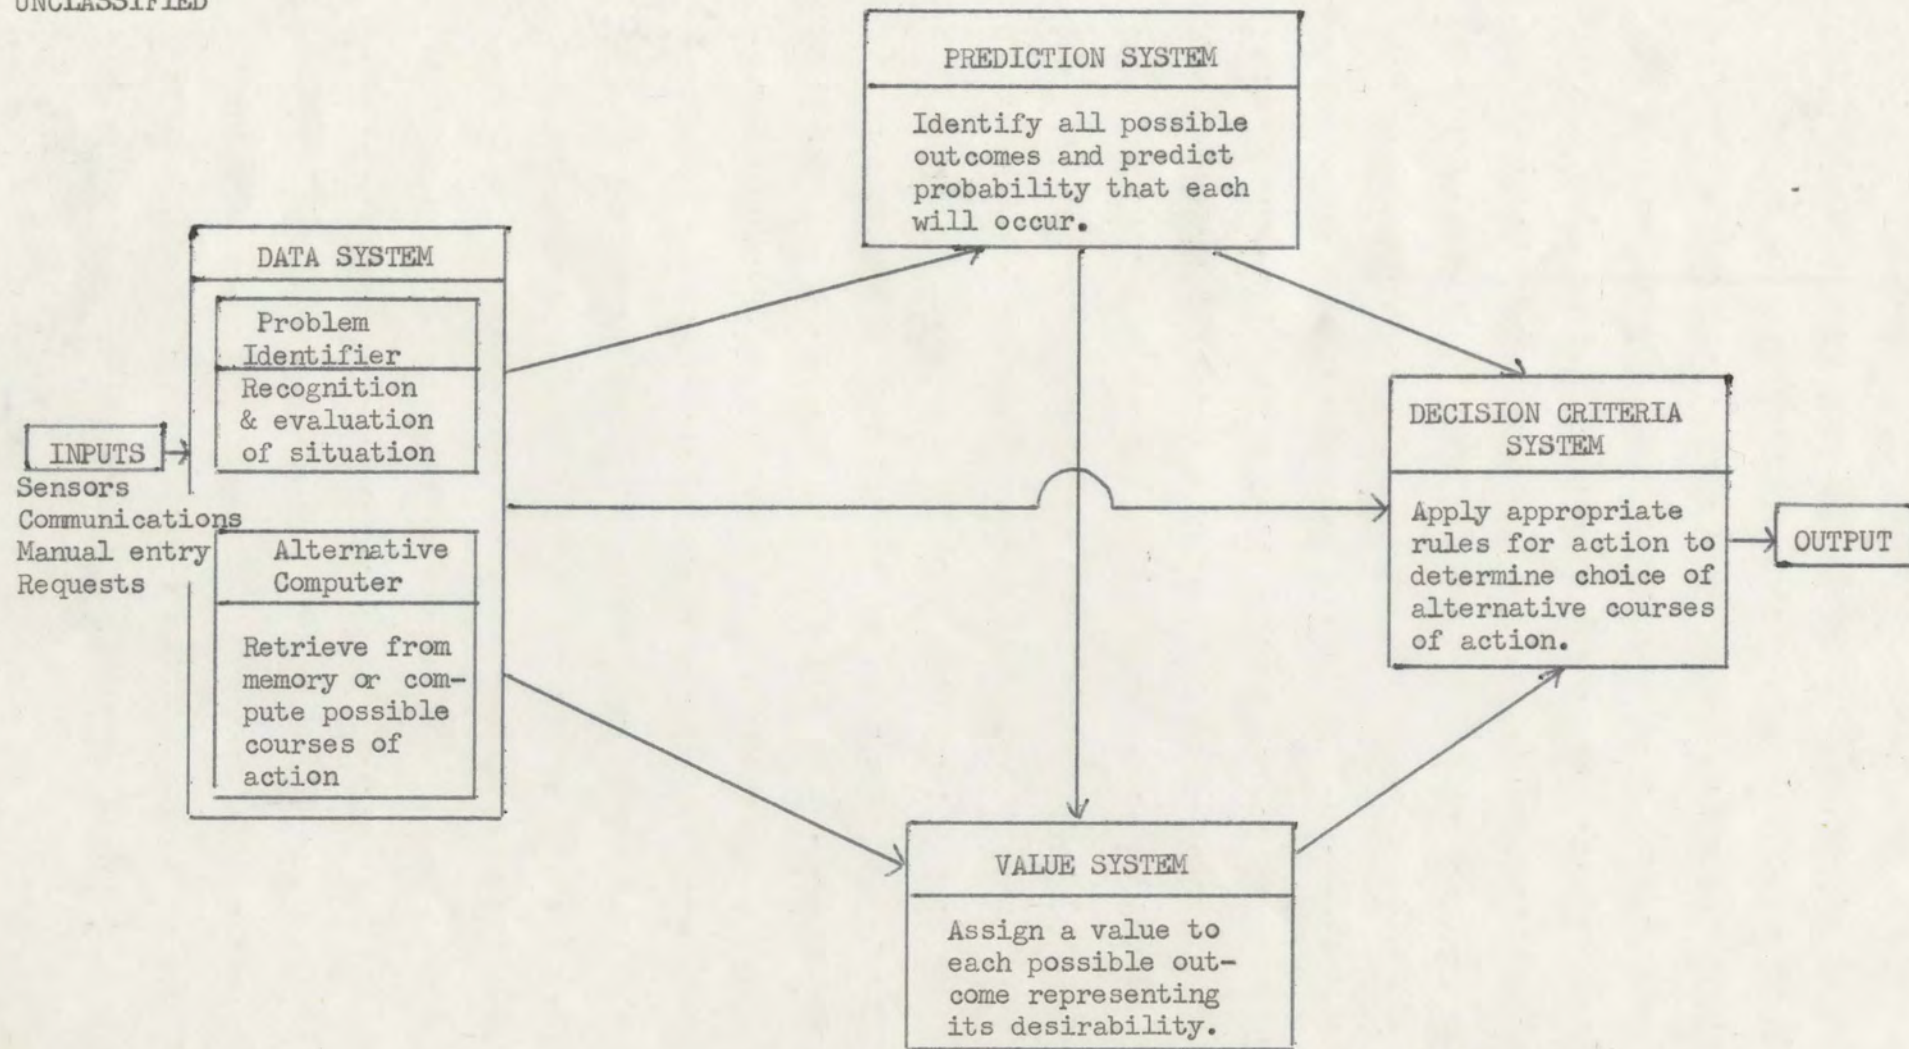 UNCLASSIFIED
PREDICTION SYSTEM
Identify all possible
outcomes and predict
probability that each
will occur.
DATA SYSTEM
Problem
Identifier
Recognition
& evaluation
of situation
INPUTS
Sensors
Communications
Manual entry
Requests
Alternative
Computer
Retrieve from
memory or com-
pute possible
courses of
action
DECISION CRITERIA
SYSTEM
Apply appropriate
rules for action to
determine choice of
alternative courses
of action.
OUTPUT
VALUE SYSTEM
Assign a value to
each possible out-
come representing
its desirability.